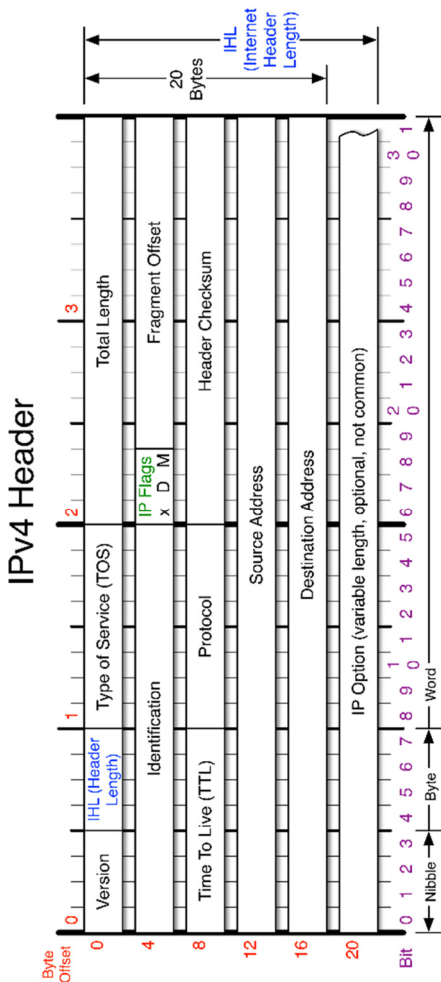 IPv4 Header
Byte
Offset
0
1
2
3
0
Version
IHL (Header
Length)
Type of Service (TOS)
Total Length
4
Identification
IP Flags
x D M
Fragment Offset
8
Time To Live (TTL)
Protocol
Header Checksum
12
Source Address
16
Destination Address
20
IP Option (variable length, optional, not common)
Bit
0 1 2 3 4 5 6 7 8 9 1 0 1 2 3 4 5 6 7 8 9 2 0 1 2 3 4 5 6 7 8 9 3 0 1
Nibble
Byte
Word
20
Bytes
IHL
(Internet
Header
Length)